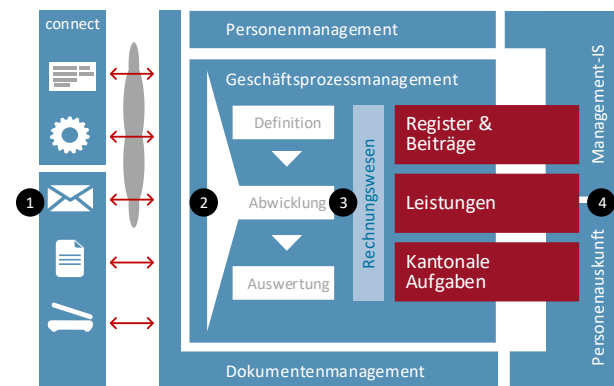 connect
Personenmanagement
Geschäftsprozessmanagement
Definition
Abwicklung
Auswertung
Rechnungswesen
Register &
Beiträge
Leistungen
Kantonale
Aufgaben
Management-IS
Personenauskunft
Dokumentenmanagement
1
2
3
4